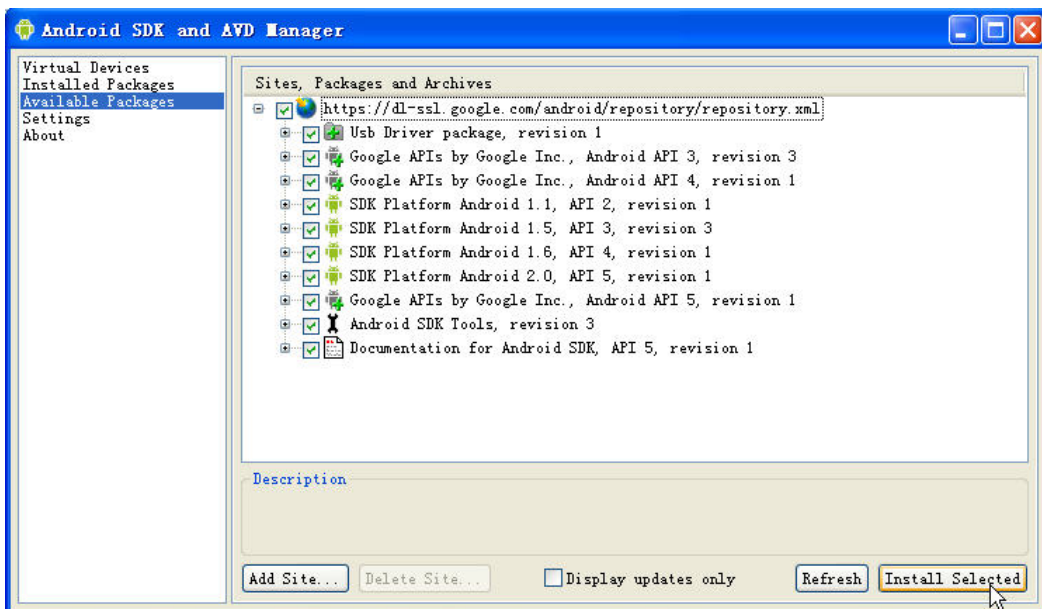 Android SDK and AVD Manager
Virtual Devices
Installed Packages
Available Packages
Settings
About
Sites, Packages and Archives
https://dl-ssl.google.com/android/repository/repository.xml
Usb Driver package, revision 1
Google APIs by Google Inc., Android API 3, revision 3
Google APIs by Google Inc., Android API 4, revision 1
SDK Platform Android 1.1, API 2, revision 1
SDK Platform Android 1.5, API 3, revision 3
SDK Platform Android 1.6, API 4, revision 1
SDK Platform Android 2.0, API 5, revision 1
Google APIs by Google Inc., Android API 5, revision 1
Android SDK Tools, revision 3
Documentation for Android SDK, API 5, revision 1
Description
Add Site... Delete Site... Display updates only Refresh Install Selected